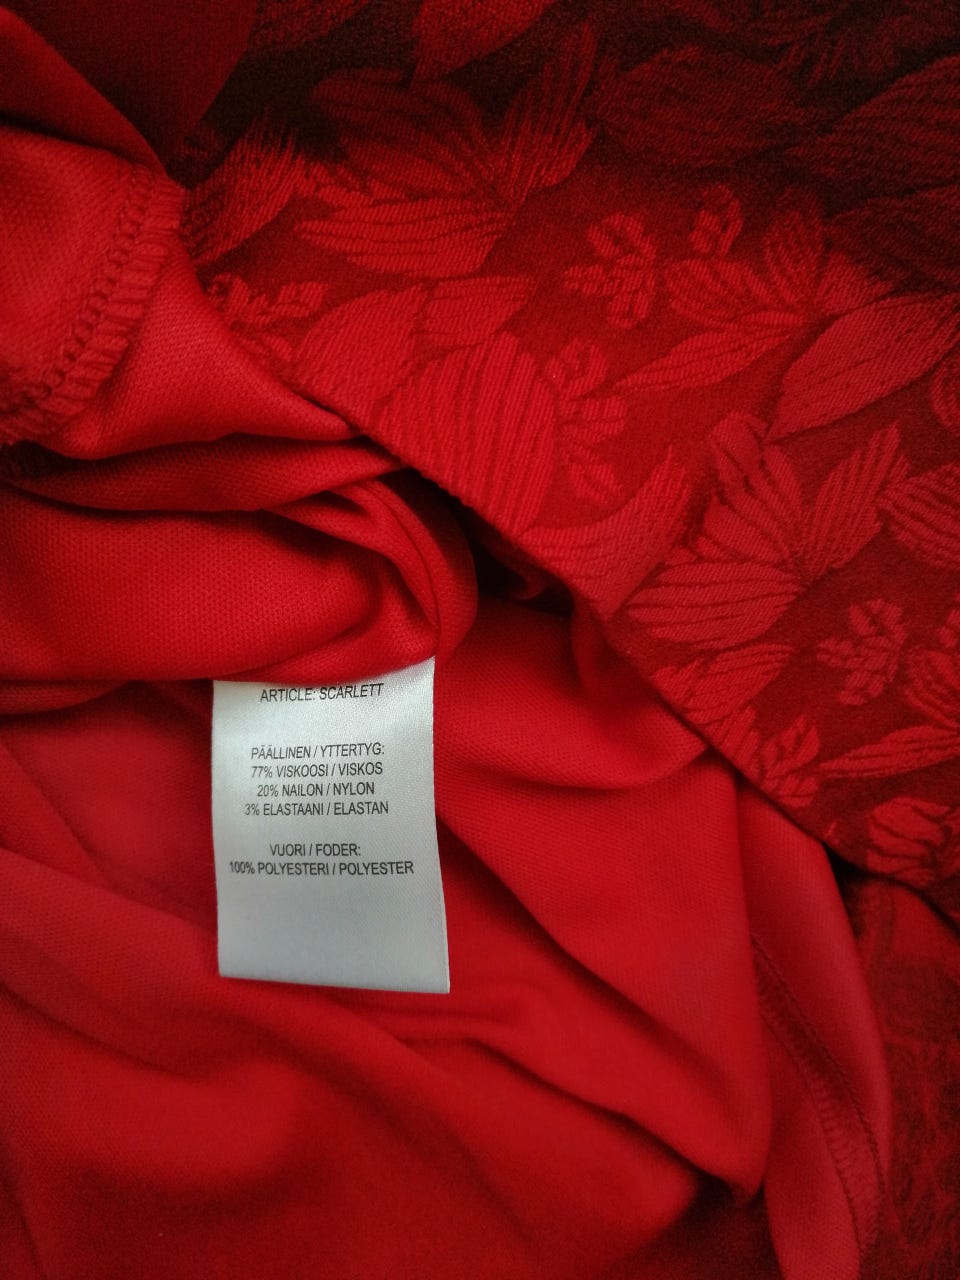 ARTICLE: SCARLETT
PÄÄLLINEN / YTTERTYG:
77% VISKOOSI / VISKOS
20% NAILON / NYLON
3% ELASTAANI / ELASTAN
VUORI / FODER:
100% POLYESTERI / POLYESTER